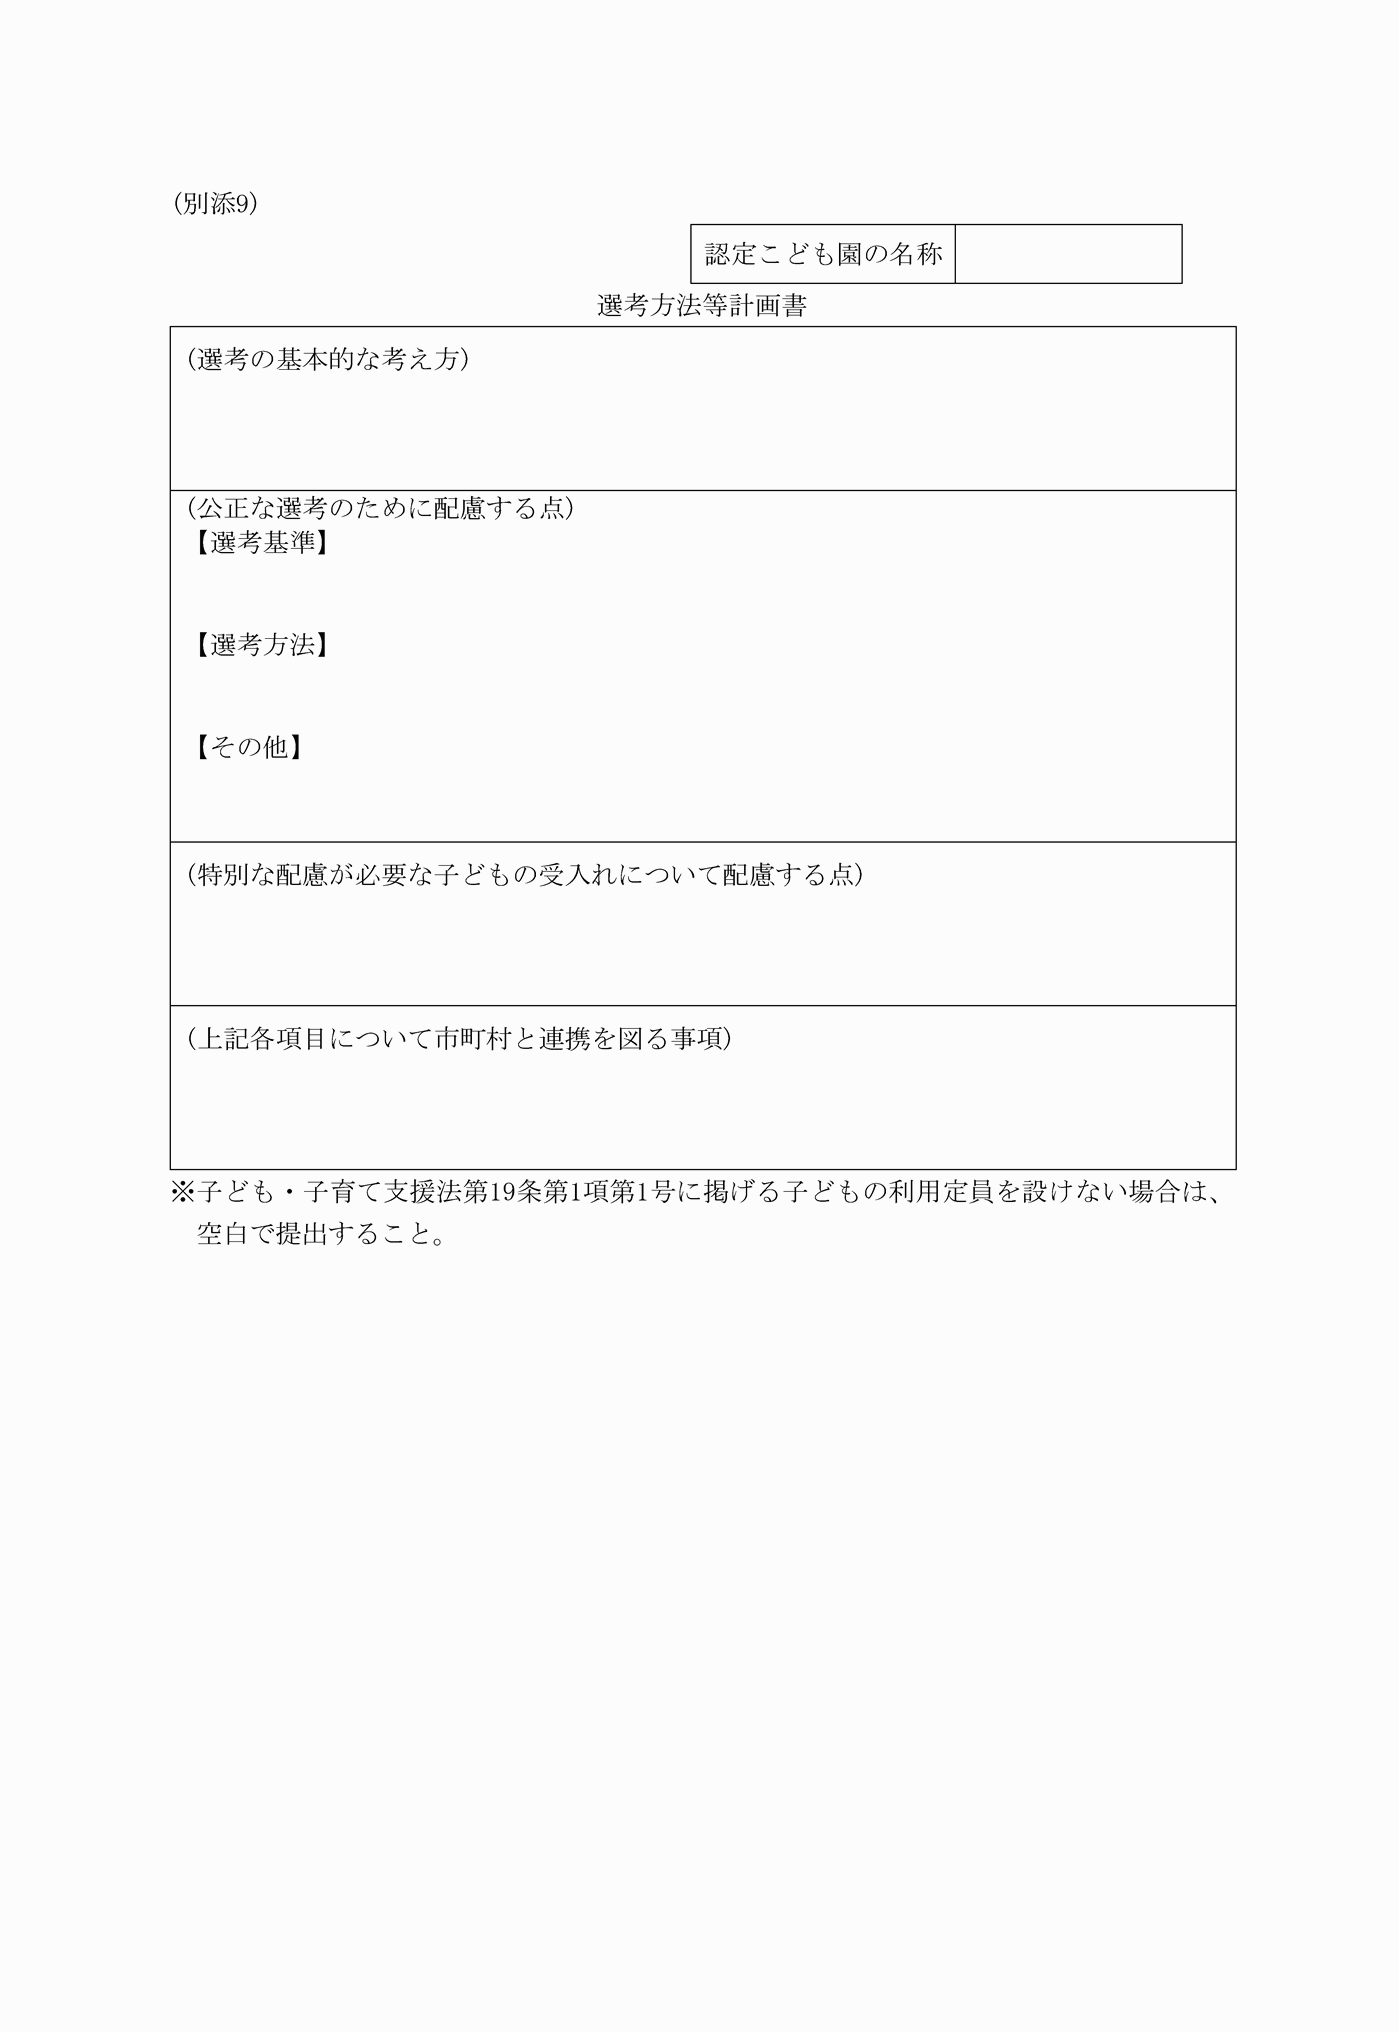 (別添9)
認定こども園の名称
選考方法等計画書
(選考の基本的な考え方)
(公正な選考のために配慮する点)
【選考基準】
【選考方法】
【その他】
(特別な配慮が必要な子どもの受入れについて配慮する点)
(上記各項目について市町村と連携を図る事項)
※子ども・子育て支援法第19条第1項第1号に掲げる子どもの利用定員を設けない場合は、
空白で提出すること。